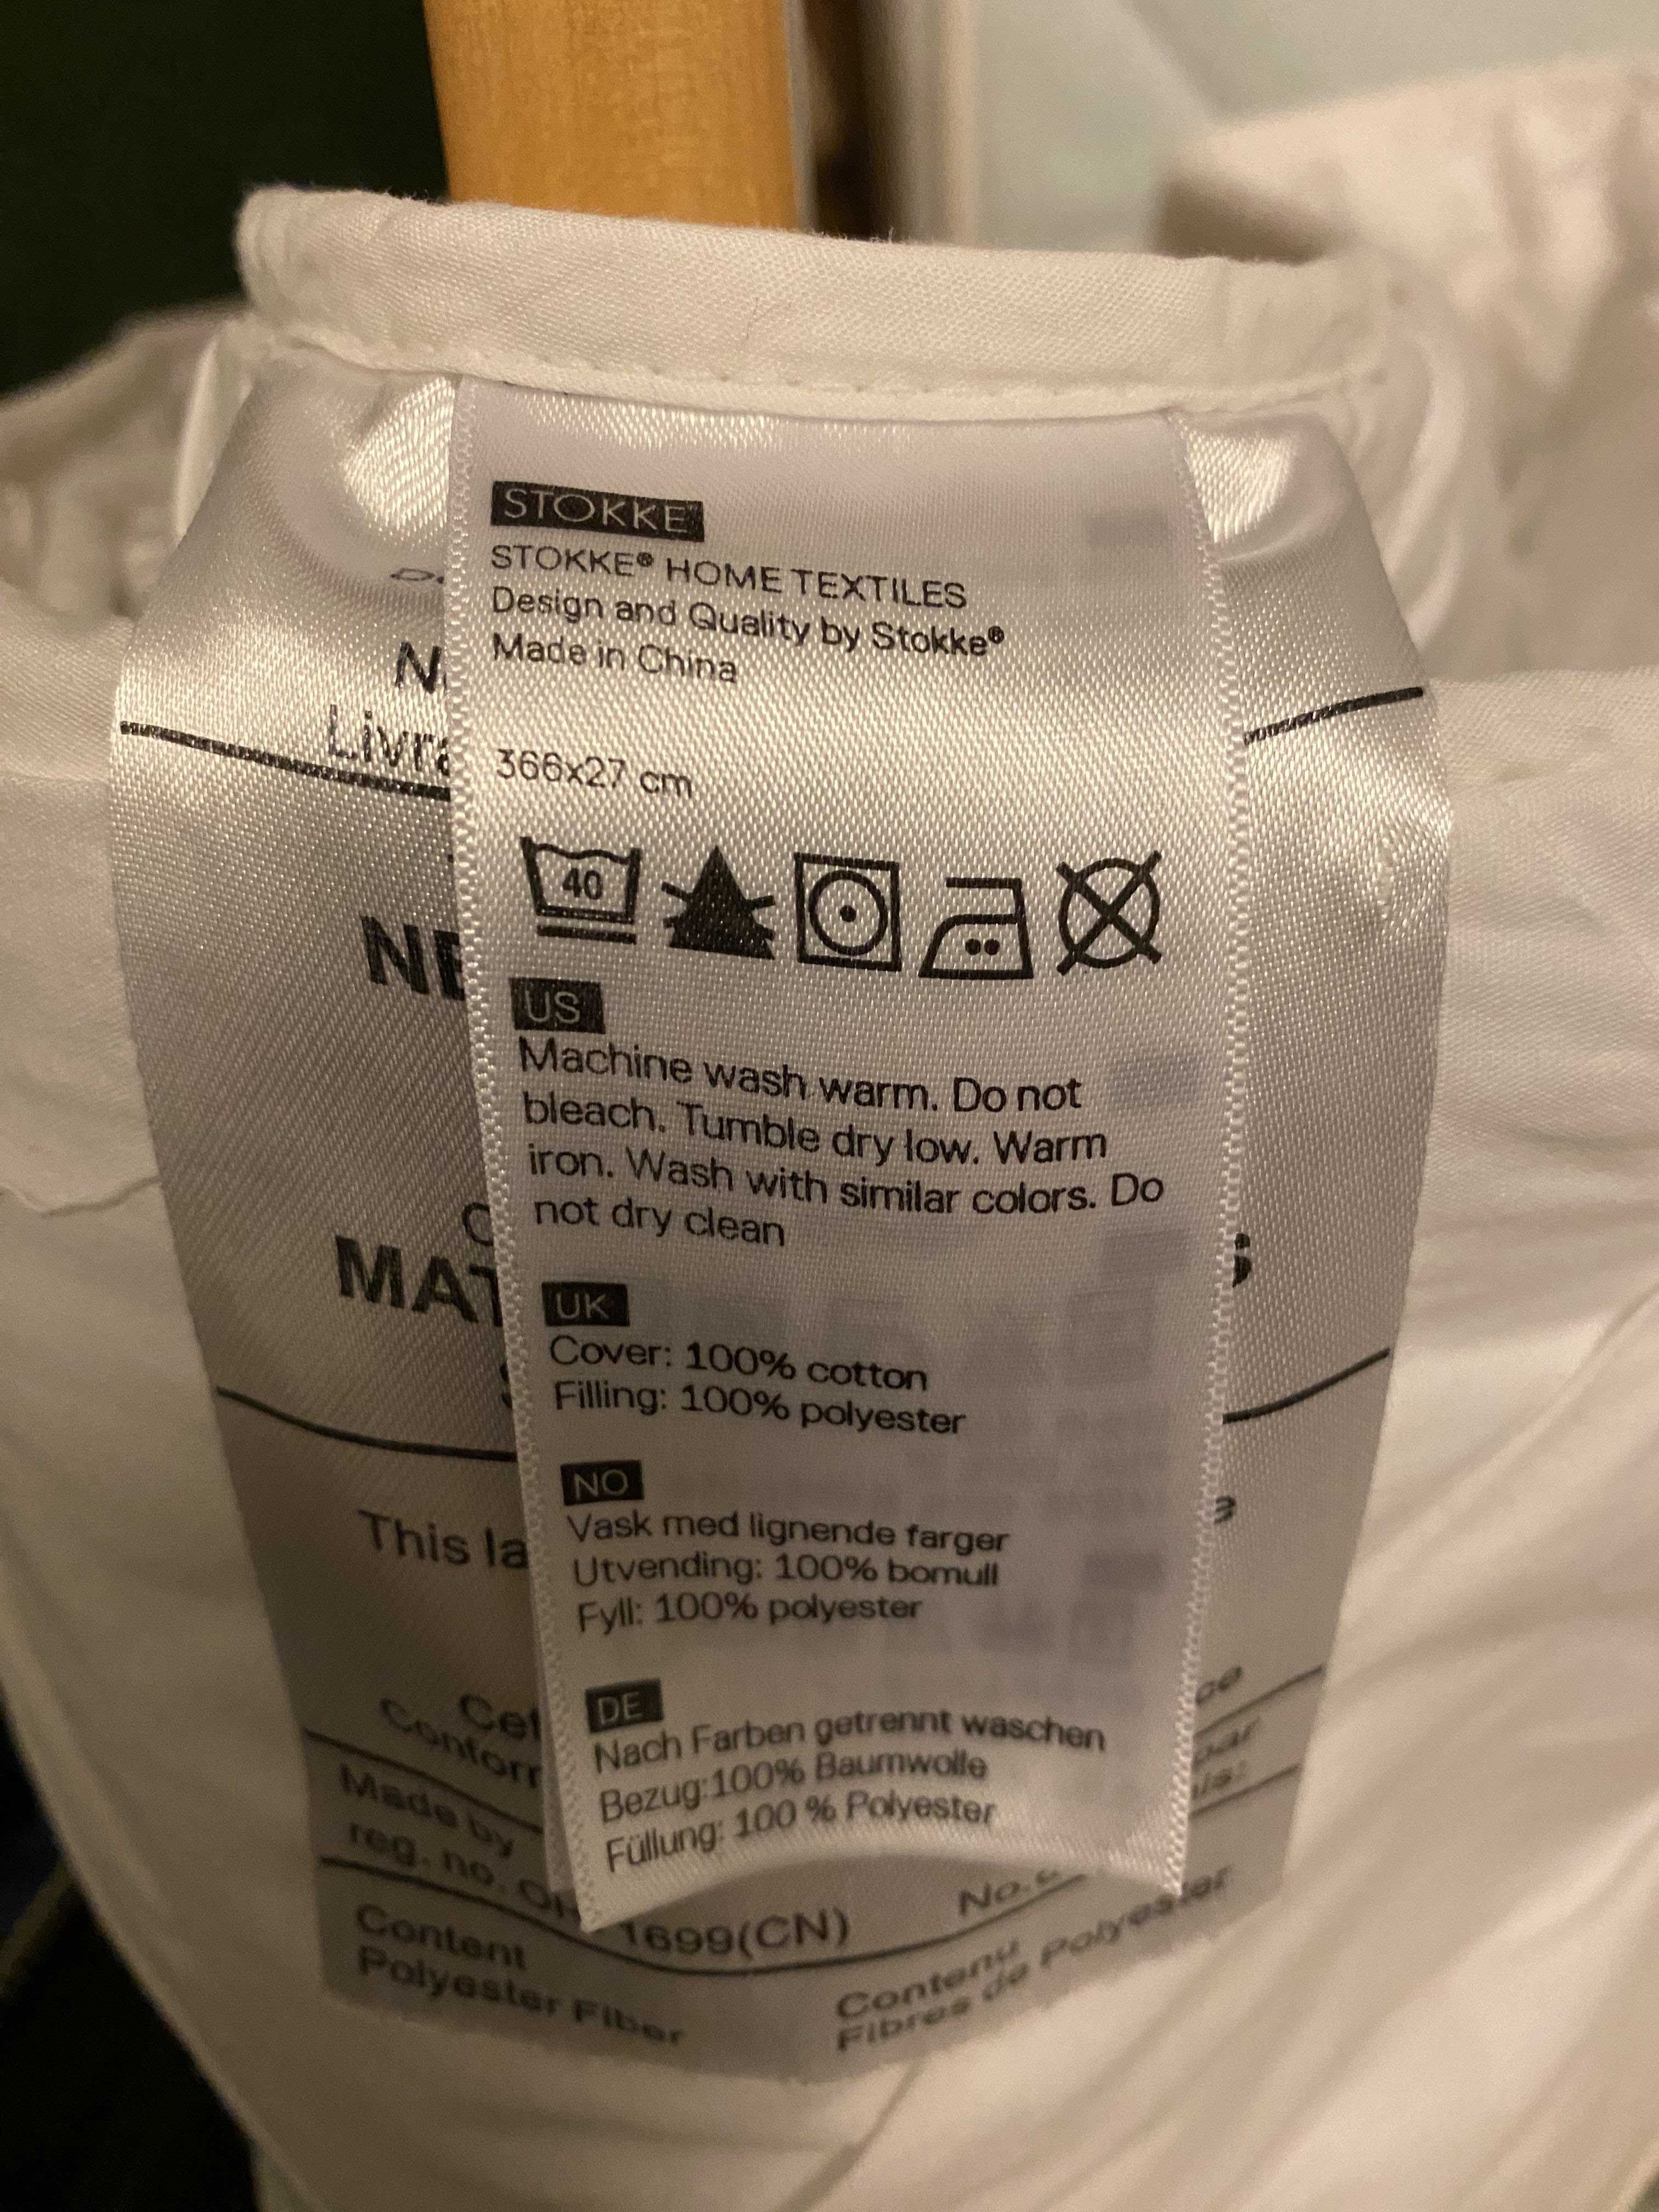 STOKKE
STOKKE® HOME TEXTILES
Design and Quality by Stokke®
Made in China
366x27 cm
40
US
Machine wash warm. Do not
bleach. Tumble dry low. Warm
iron. Wash with similar colors. Do
not dry clean
UK
Cover: 100% cotton
Filling: 100% polyester
NO
Vask med lignende farger
Utvending: 100% bomull
Fyll: 100% polyester
DE
Nach Farben getrennt waschen
Bezug:100% Baumwolle
Füllung: 100 % Polyester
This
Made by
reg. no. 1699(CN) No.
Content
Polyester Fiber
Contenu
Fibres de Polyester